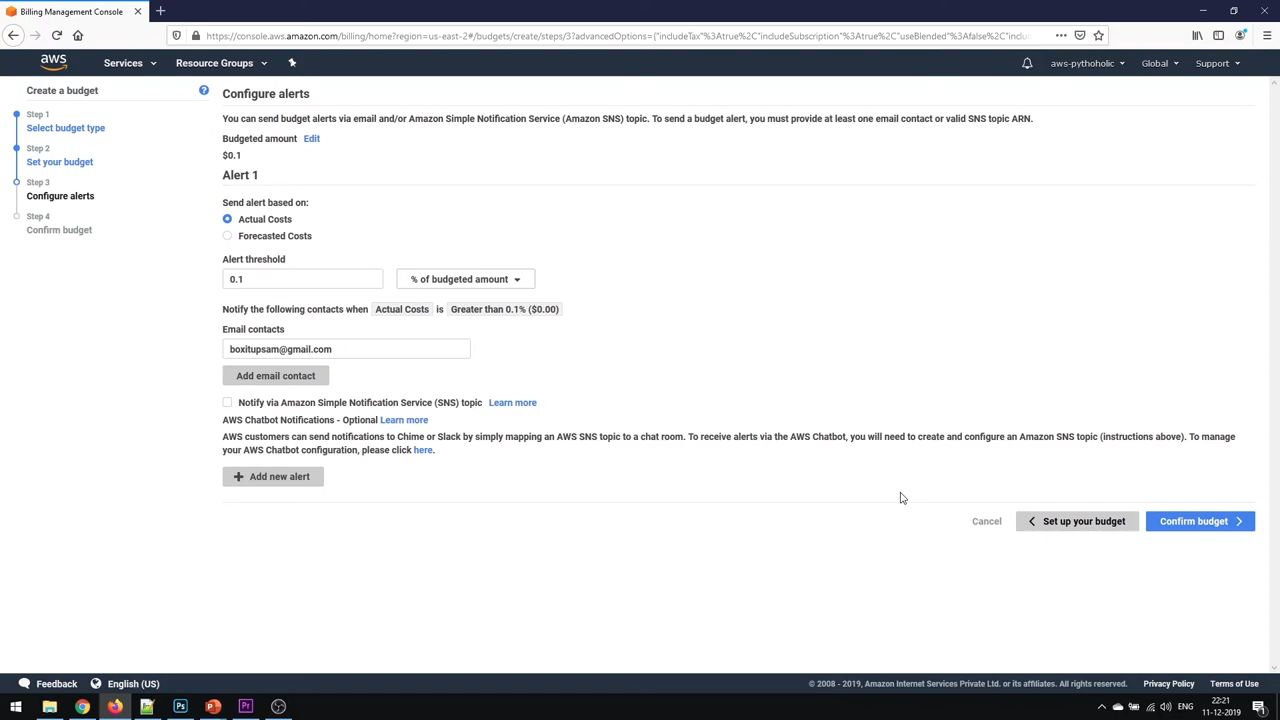 Billing Management Console
https://console.aws.amazon.com/billing/home?region=us-east-2#/budgets/create/steps/3?advancedOptions={"includeTax"%3Atrue%2C"includeSubscription"%3Atrue%2C"useBlended"%3Afalse%2C"inclu
aws
Services
Resource Groups
aws-pytholic
Global
Support
Create a budget
Step 1
Select budget type
Step 2
Set your budget
Step 3
Configure alerts
Step 4
Confirm budget
Configure alerts
You can send budget alerts via email and/or Amazon Simple Notification Service (Amazon SNS) topic. To send a budget alert, you must provide at least one email contact or valid SNS topic ARN.
Budgeted amount Edit
$0.1
Alert 1
Send alert based on:
Actual Costs
Forecasted Costs
Alert threshold
0.1
% of budgeted amount
Notify the following contacts when Actual Costs is Greater than 0.1% ($0.00)
Email contacts
boxitupsam@gmail.com
Add email contact
Notify via Amazon Simple Notification Service (SNS) topic Learn more
AWS Chatbot Notifications - Optional Learn more
AWS customers can send notifications to Chime or Slack by simply mapping an AWS SNS topic to a chat room. To receive alerts via the AWS Chatbot, you will need to create and configure an Amazon SNS topic (instructions above). To manage
your AWS Chatbot configuration, please click here.
Add new alert
Cancel
Set up your budget
Confirm budget
Feedback
English (US)
© 2008 - 2019, Amazon Internet Services Private Ltd. or its affiliates. All rights reserved.
Privacy Policy
Terms of Use
ENG
22:21
11-12-2019